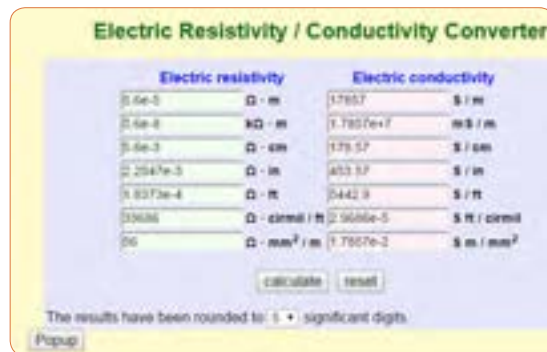 Electric Resistivity / Conductivity Converter
Electric resistivity Electric conductivity
5.6e-5 Ω · m 17857 S / m
5.6e-8 kΩ · m 1.7857e+7 mS / m
5.6e-3 Ω · cm 178.57 S / cm
2.2047e-3 Ω · in 453.57 S / in
1.8373e-4 Ω · ft 5442.9 S / ft
33686 Ω · cirmil / ft 2.9686e-5 S ft / cirmil
56 Ω · mm² / m 1.7857e-2 S m / mm²
calculate reset
The results have been rounded to 5 significant digits
Popup